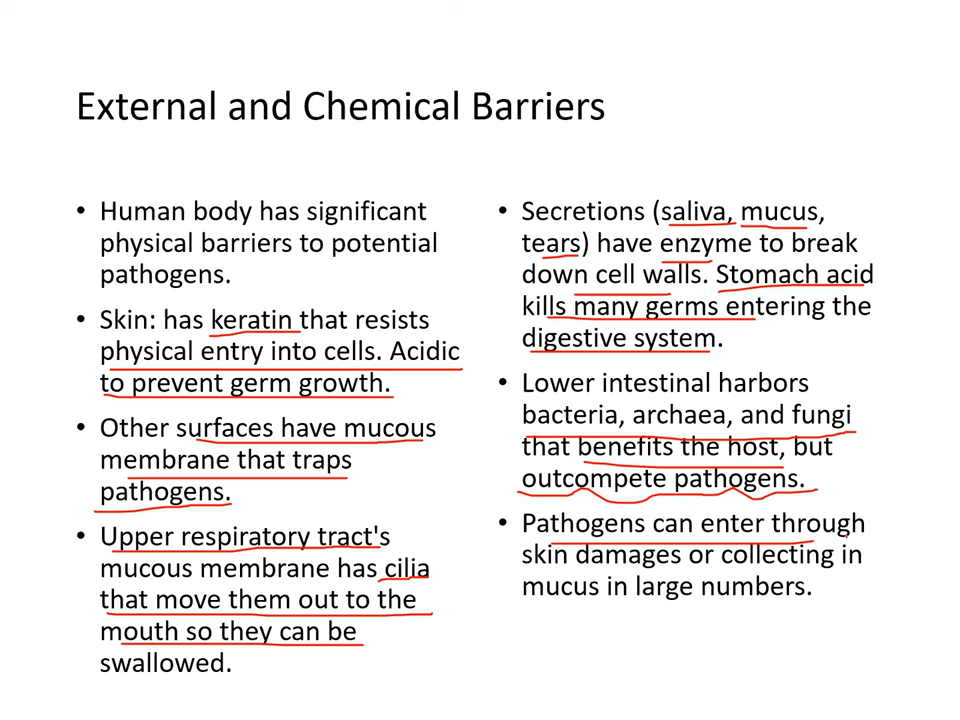 External and Chemical Barriers
• Human body has significant
physical barriers to potential
pathogens.
• Skin: has keratin that resists
physical entry into cells. Acidic
to prevent germ growth.
• Other surfaces have mucous
membrane that traps
pathogens.
• Upper respiratory tract's
mucous membrane has cilia
that move them out to the
mouth so they can be
swallowed.
• Secretions (saliva, mucus,
tears) have enzyme to break
down cell walls. Stomach acid
kills many germs entering the
digestive system.
• Lower intestinal harbors
bacteria, archaea, and fungi
that benefits the host, but
outcompete pathogens.
• Pathogens can enter through
skin damages or collecting in
mucus in large numbers.